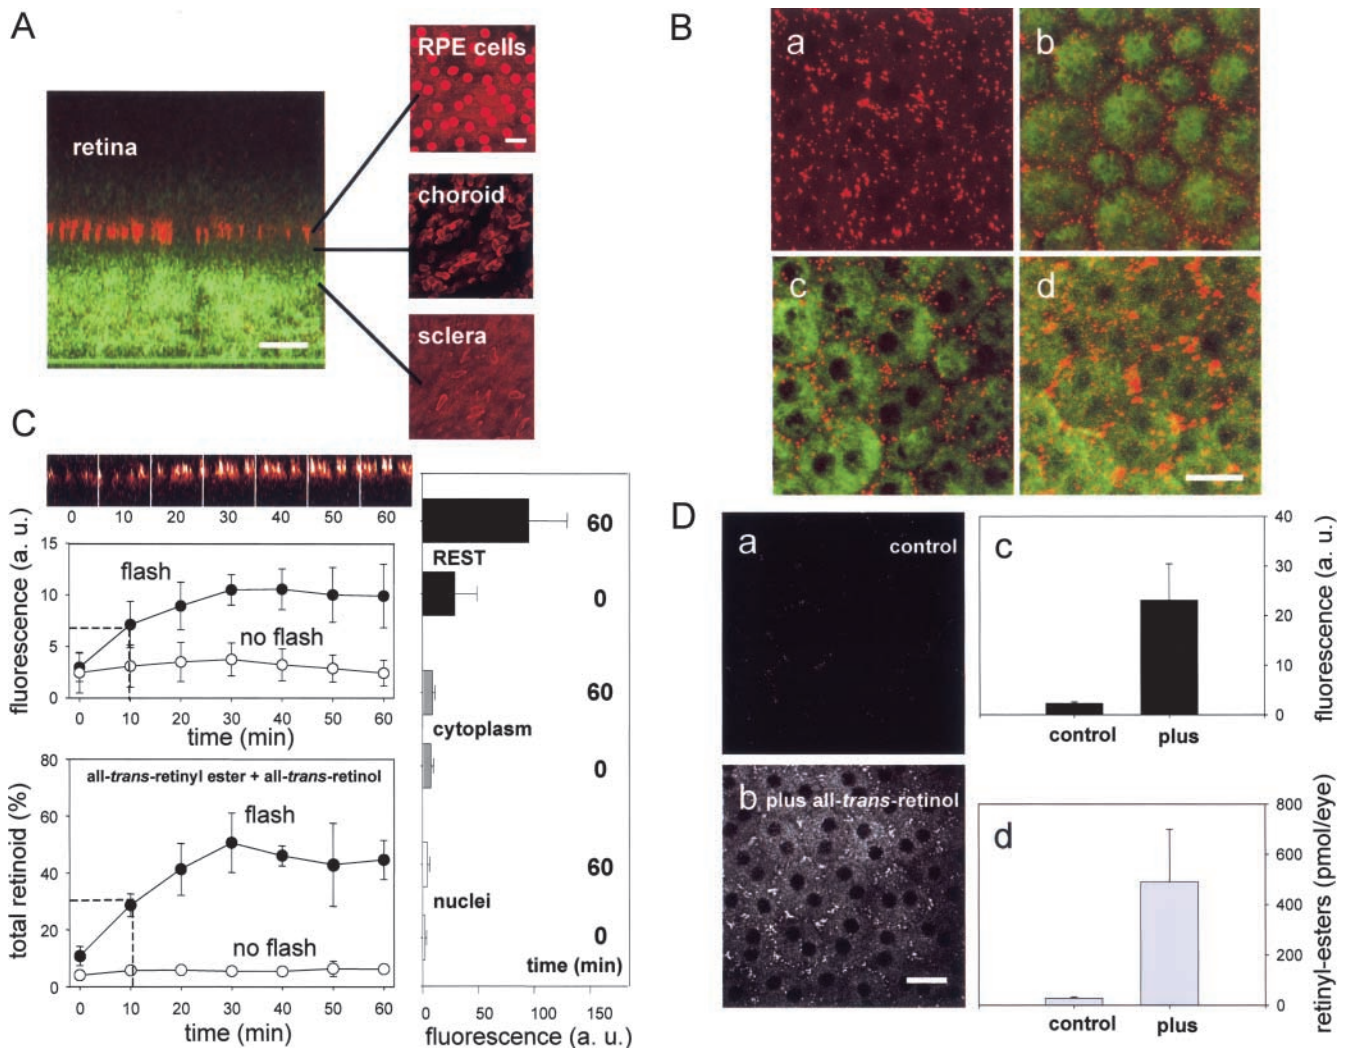 A
retina
RPE cells
choroid
sclera
B
a
b
c
d
C
0 10 20 30 40 50 60
fluorescence (a. u.)
15
10
5
0
flash
no flash
0 10 20 30 40 50 60
time (min)
total retinoid (%)
80
60
40
20
0
all-trans-retinyl ester + all-trans-retinol
flash
no flash
0 10 20 30 40 50 60
time (min)
60
REST
0
60
cytoplasm
0
60
nuclei
0
time (min)
0 50 100 150
fluorescence (a. u.)
D
a
control
b plus all-trans-retinol
c
40
30
20
10
0
fluorescence (a. u.)
control plus
d
800
600
400
200
0
retinyl-esters (pmol/eye)
control plus